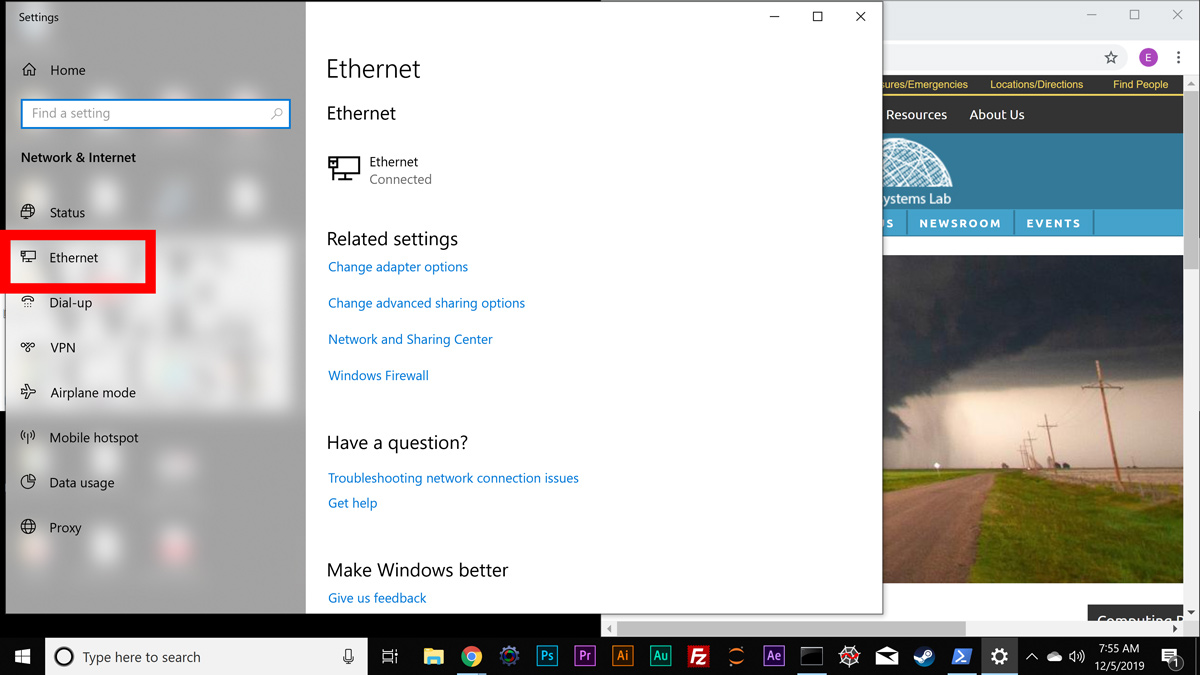 Settings
Home
Find a setting
Network & Internet
Status
Ethernet
Dial-up
VPN
Airplane mode
Mobile hotspot
Data usage
Proxy
Ethernet
Ethernet
Ethernet
Connected
Related settings
Change adapter options
Change advanced sharing options
Network and Sharing Center
Windows Firewall
Have a question?
Troubleshooting network connection issues
Get help
Make Windows better
Give us feedback
E
sures/Emergencies Locations/Directions Find People
Resources About Us
ystems Lab
S NEWSROOM EVENTS
Computing
Type here to search
Ps Pr Ai Au Fz Ae
7:55 AM
12/5/2019
1